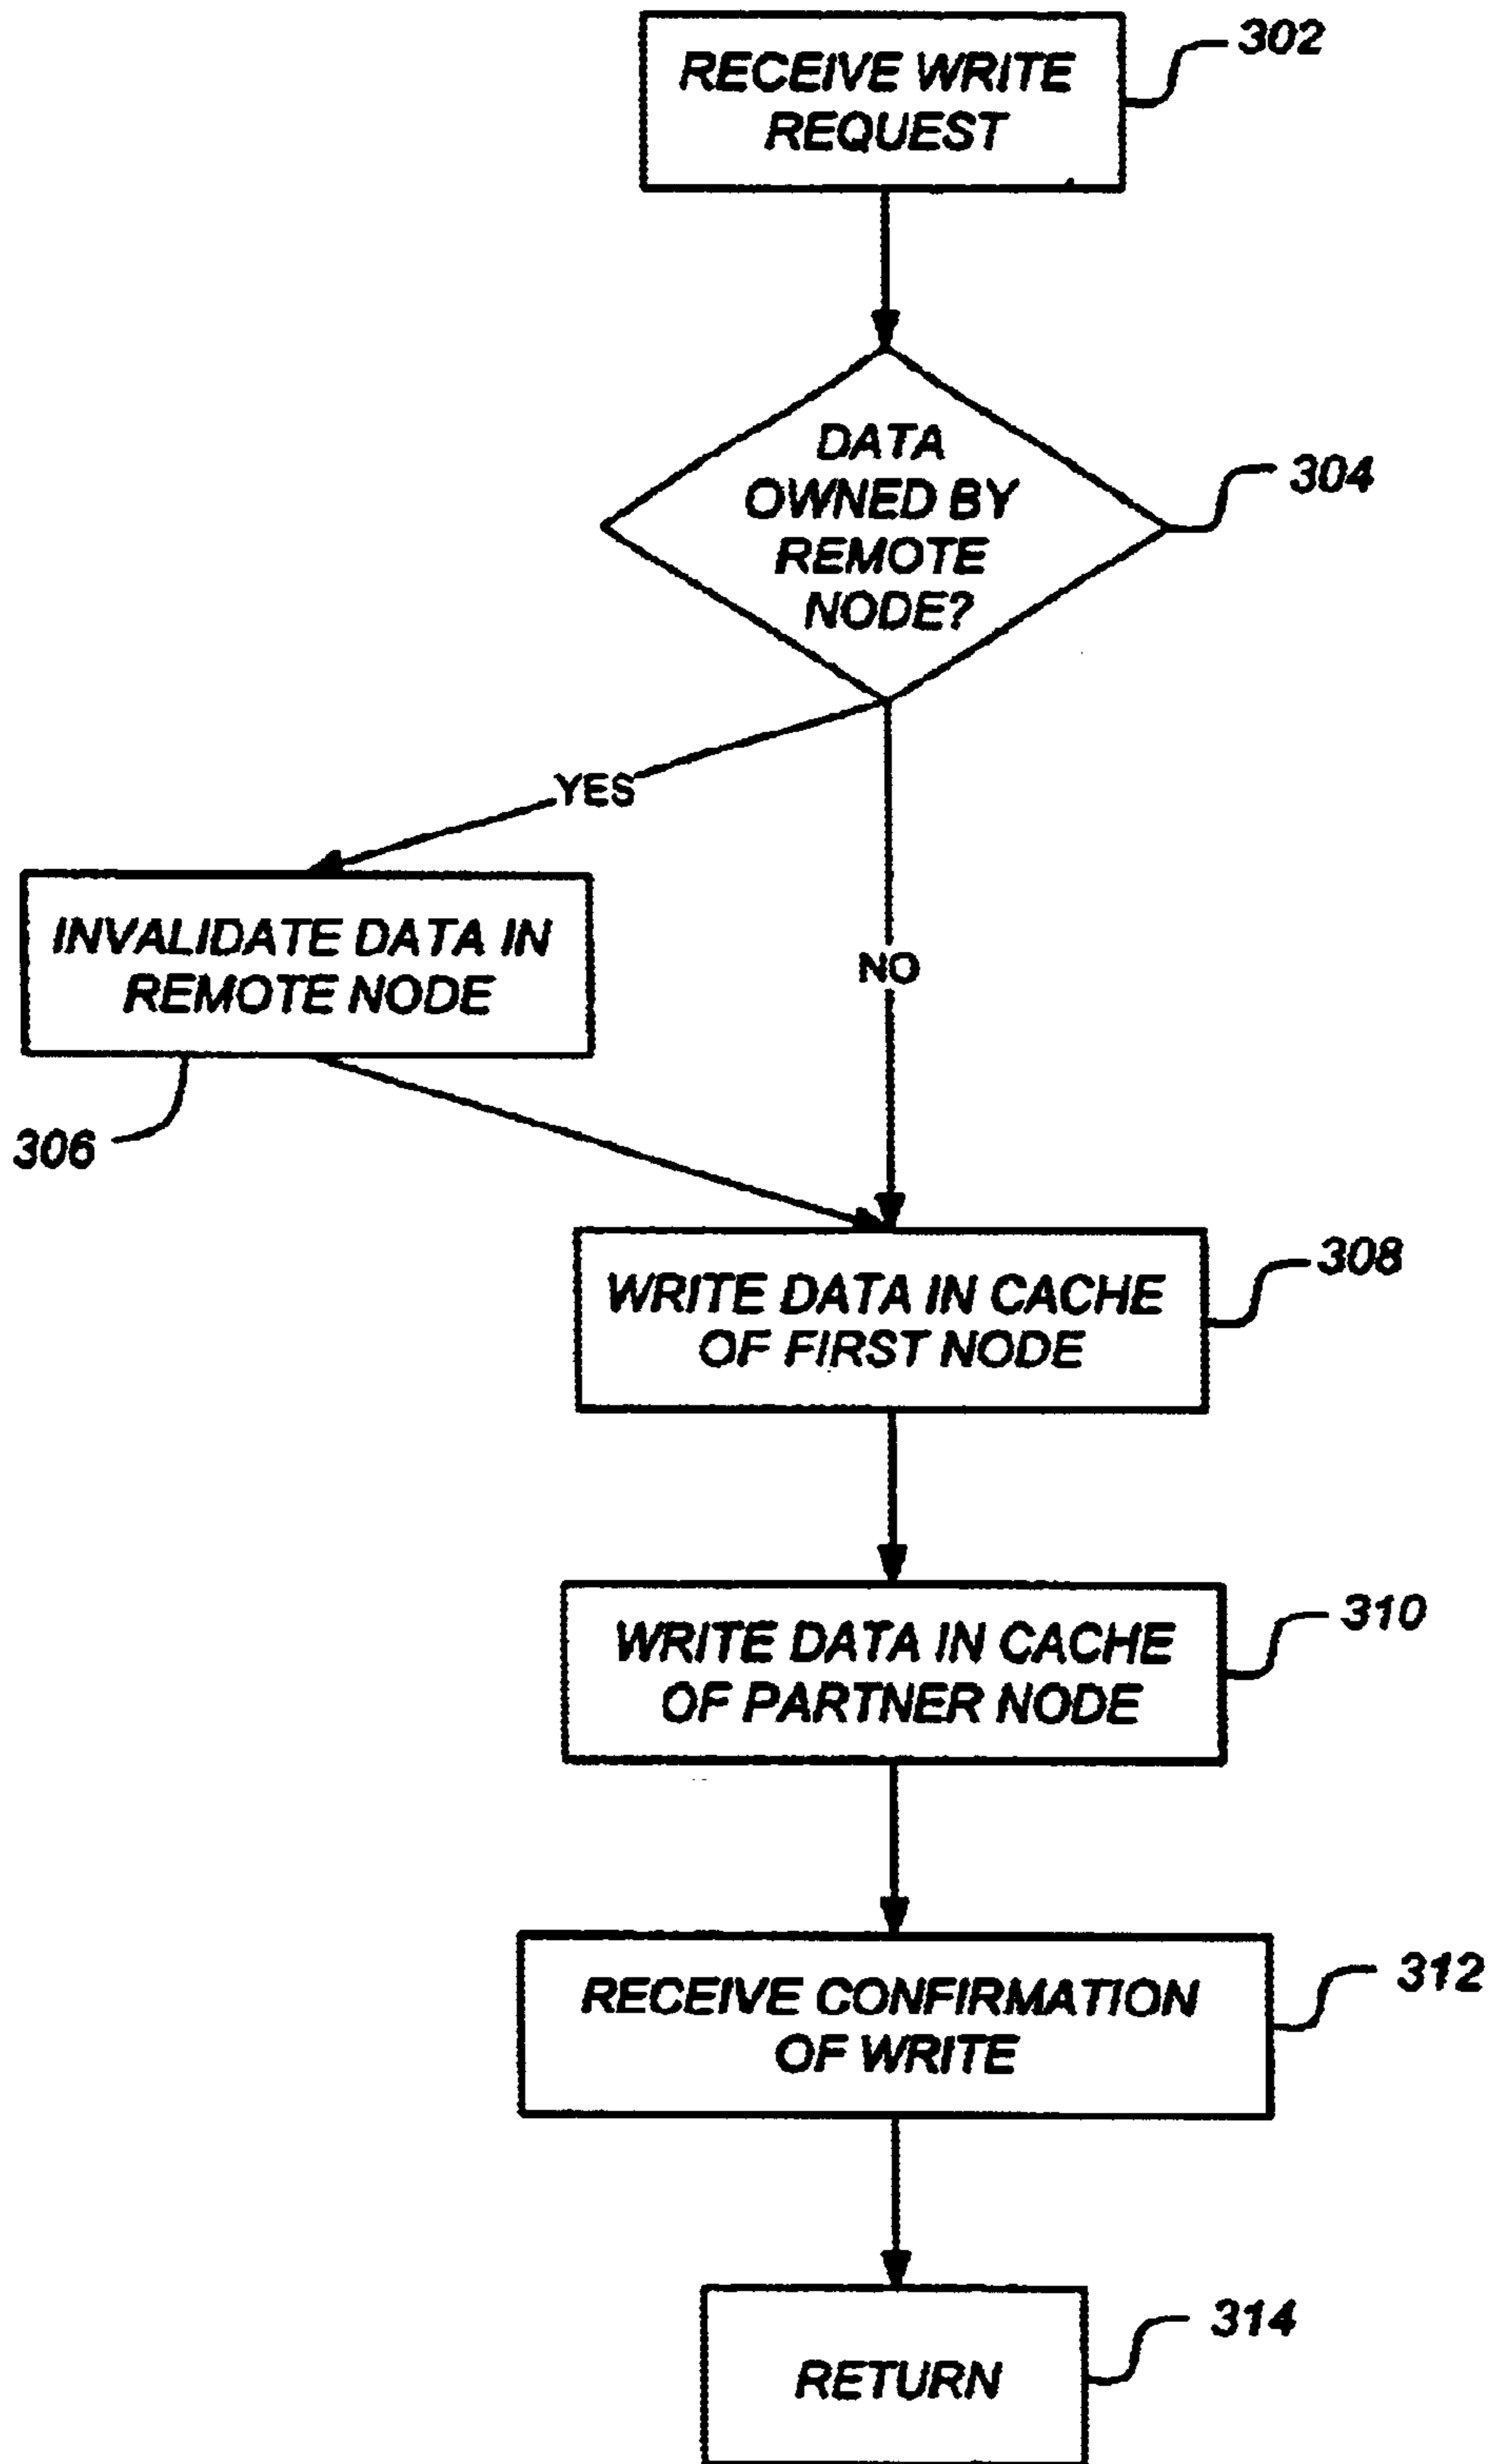 RECEIVE WRITE
REQUEST
302
DATA
OWNED BY
REMOTE
NODE?
304
YES
INVALIDATE DATA IN
REMOTE NODE
NO
306
WRITE DATA IN CACHE
OF FIRST NODE
308
WRITE DATA IN CACHE
OF PARTNER NODE
310
RECEIVE CONFIRMATION
OF WRITE
312
RETURN
314